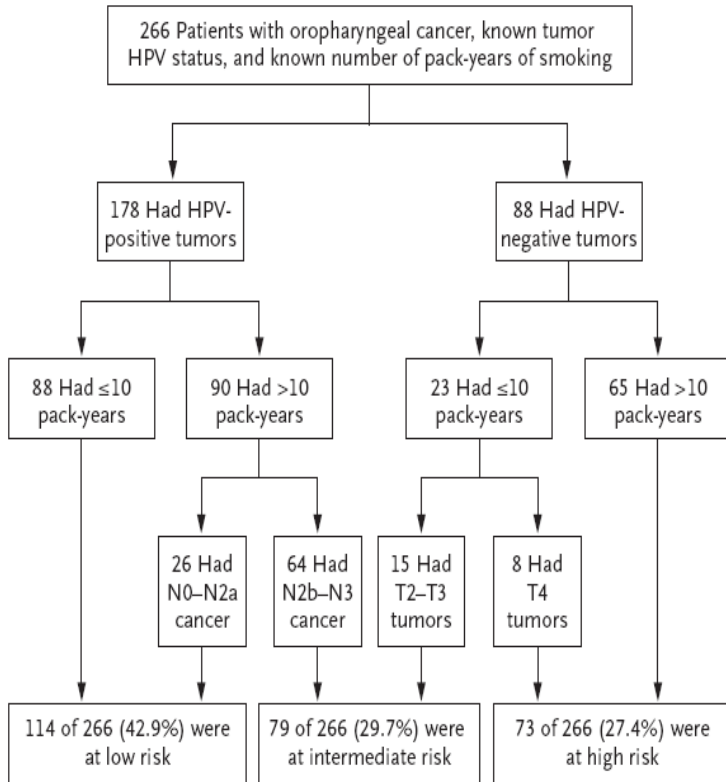 266 Patients with oropharyngeal cancer, known tumor
HPV status, and known number of pack-years of smoking
178 Had HPV-
positive tumors
88 Had HPV-
negative tumors
88 Had ≤10
pack-years
90 Had >10
pack-years
23 Had ≤10
pack-years
65 Had >10
pack-years
26 Had
N0–N2a
cancer
64 Had
N2b–N3
cancer
15 Had
T2–T3
tumors
8 Had
T4
tumors
114 of 266 (42.9%) were
at low risk
79 of 266 (29.7%) were
at intermediate risk
73 of 266 (27.4%) were
at high risk